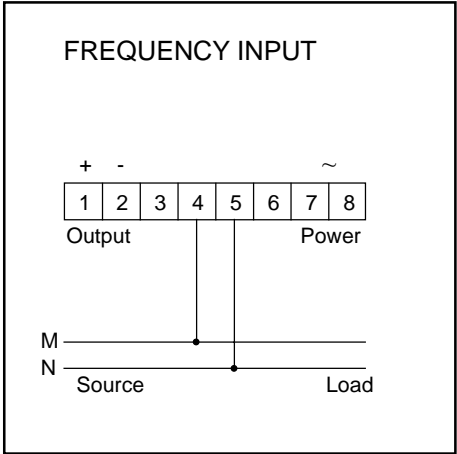 FREQUENCY INPUT
+ - ~
1 2 3 4 5 6 7 8
Output Power
M
N
Source Load